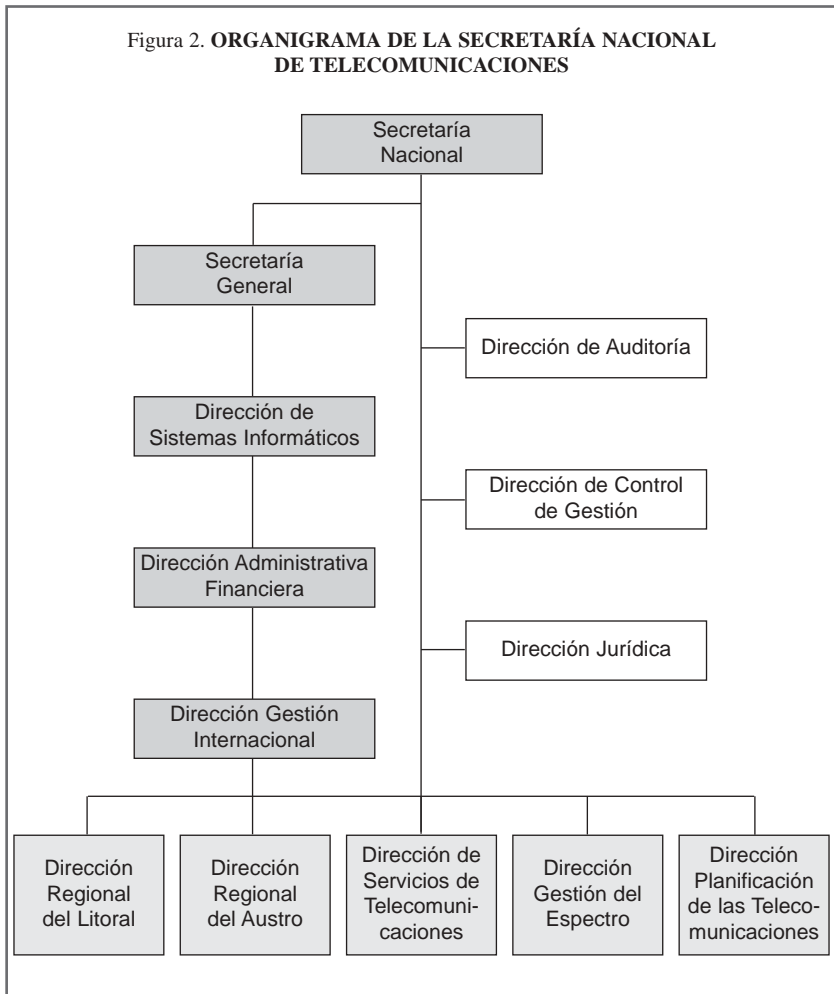 Figura 2. ORGANIGRAMA DE LA SECRETARÍA NACIONAL
DE TELECOMUNICACIONES
Secretaría
Nacional
Secretaría
General
Dirección de Auditoría
Dirección de
Sistemas Informáticos
Dirección de Control
de Gestión
Dirección Administrativa
Financiera
Dirección Jurídica
Dirección Gestión
Internacional
Dirección
Regional
del Litoral
Dirección
Regional
del Austro
Dirección de
Servicios de
Telecomuni-
caciones
Dirección
Gestión del
Espectro
Dirección
Planificación
de las Teleco-
municaciones